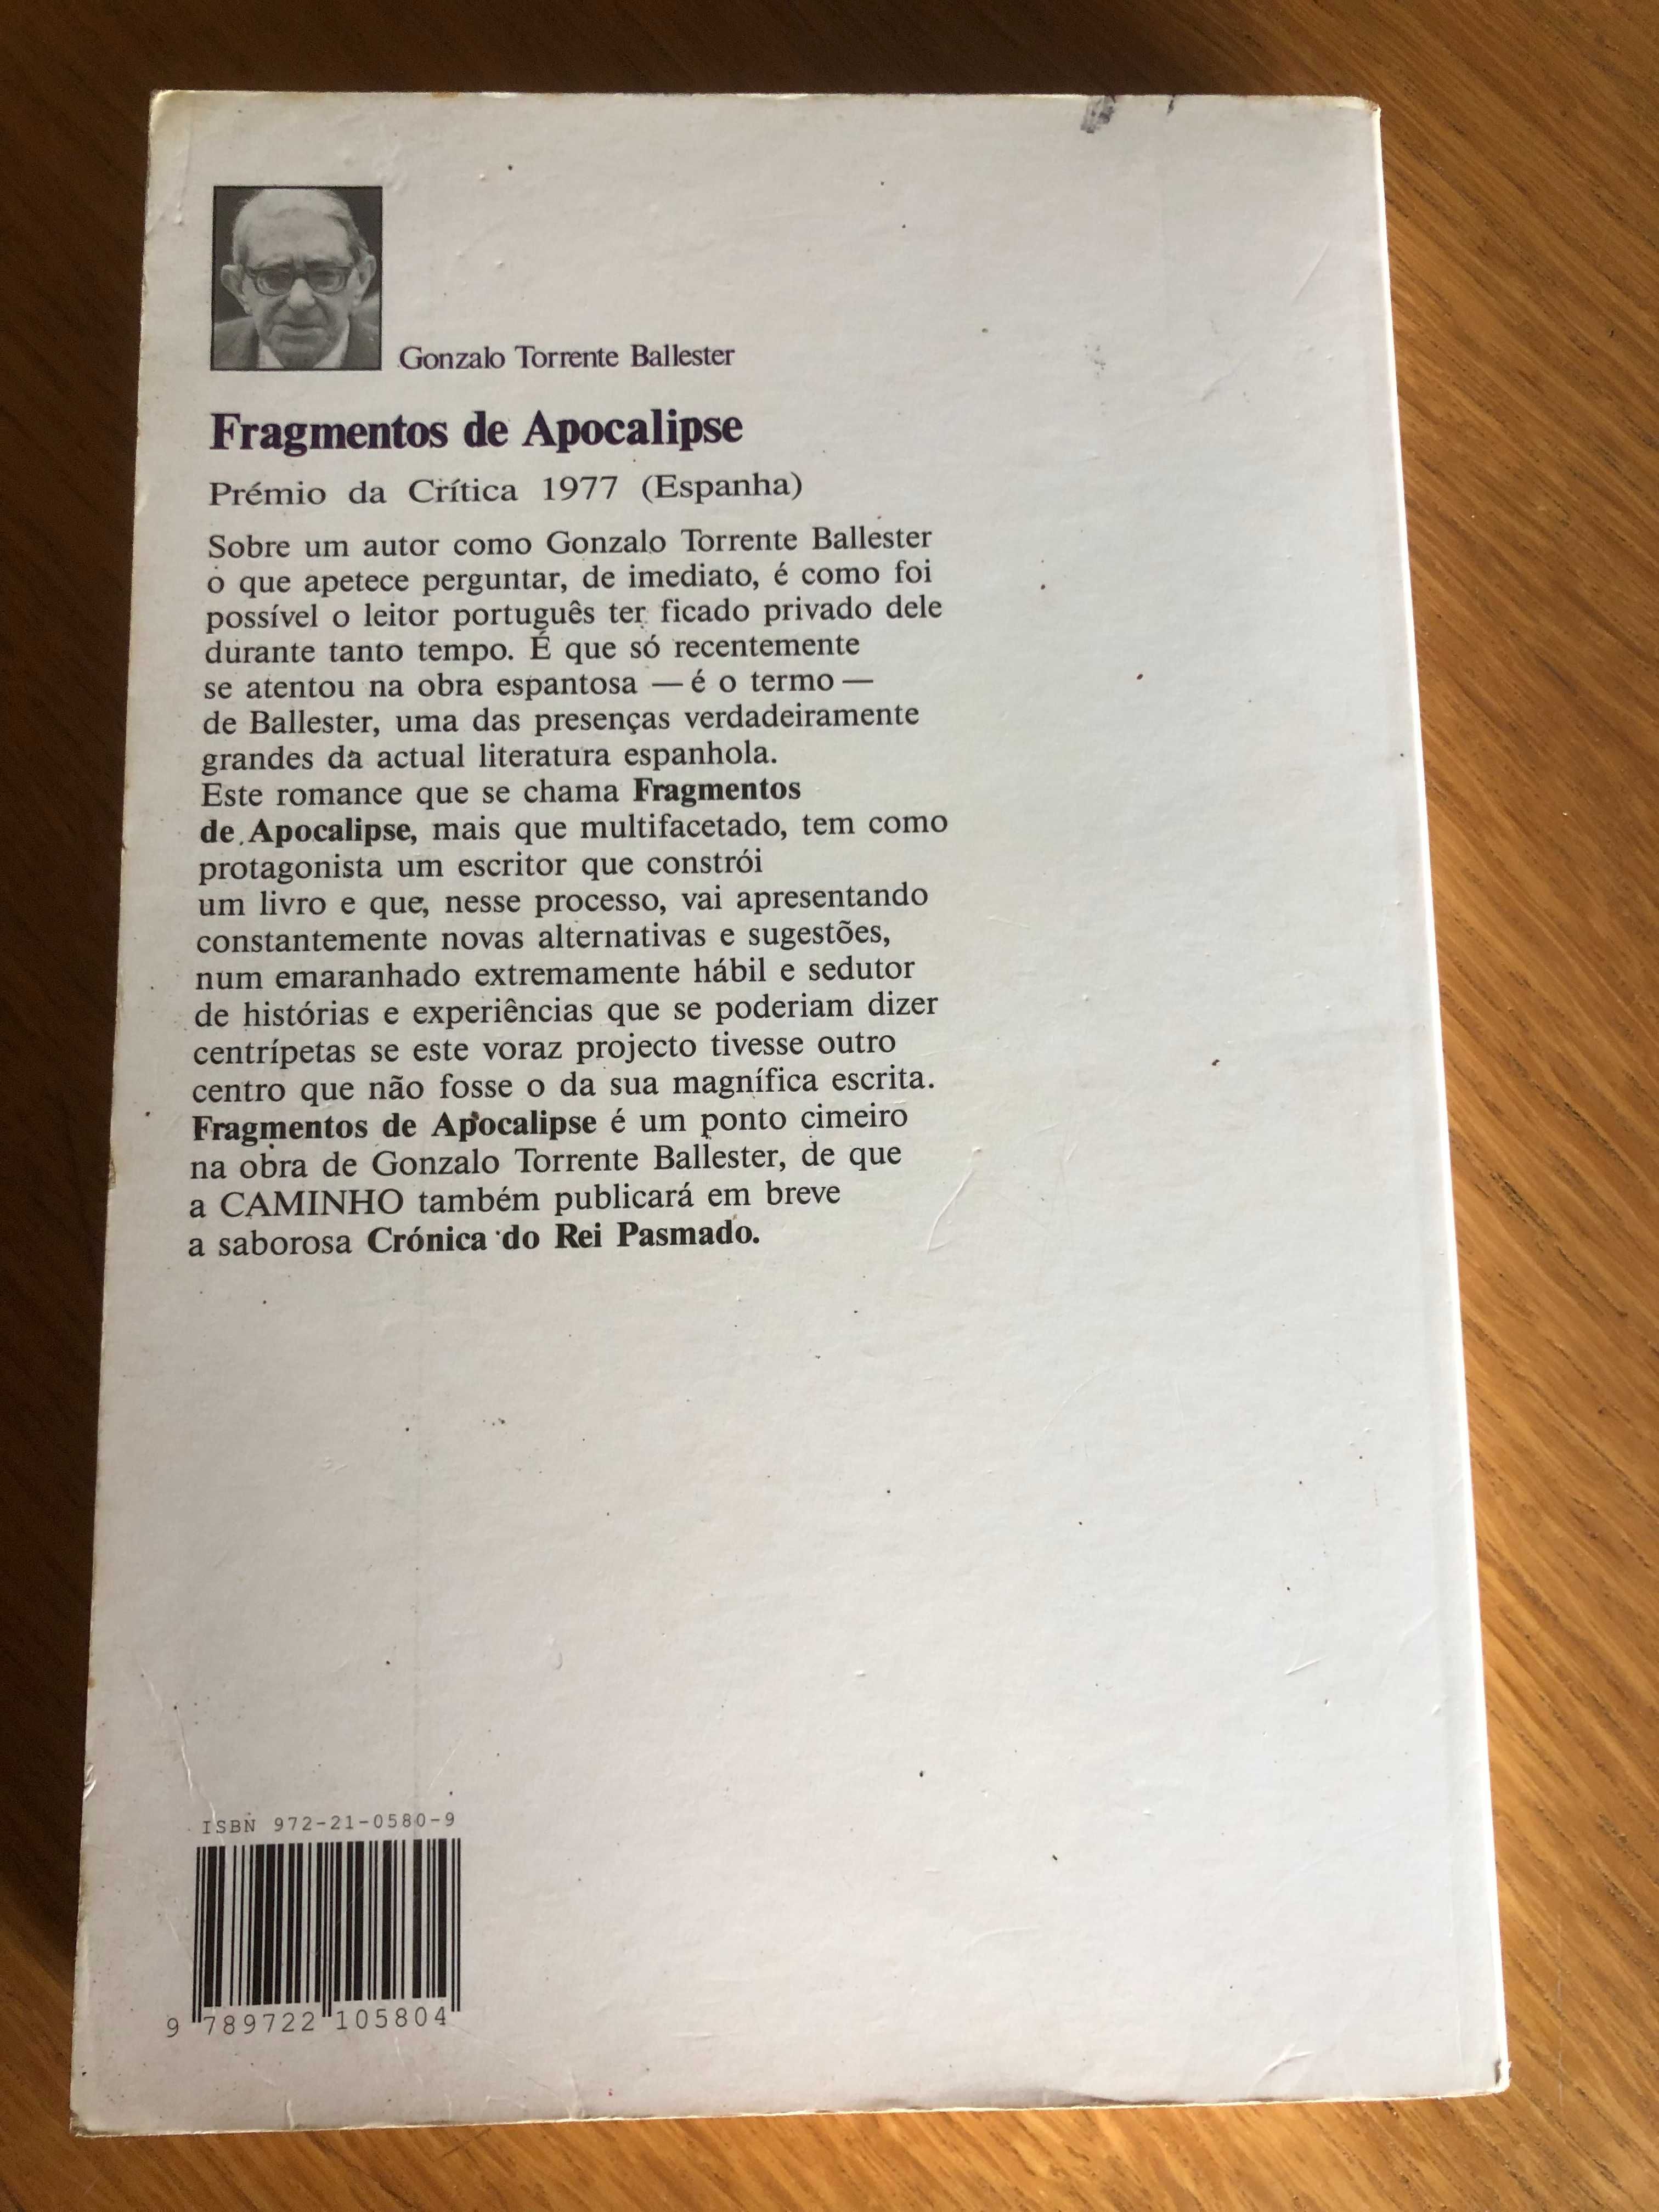 Gonzalo Torrente Ballester
Fragmentos de Apocalipse
Prémio da Crítica 1977 (Espanha)
Sobre um autor como Gonzalo Torrente Ballester
o que apetece perguntar, de imediato, é como foi
possível o leitor português ter ficado privado dele
durante tanto tempo. É que só recentemente
se atentou na obra espantosa — é o termo —
de Ballester, uma das presenças verdadeiramente
grandes da actual literatura espanhola.
Este romance que se chama Fragmentos
de Apocalipse, mais que multifacetado, tem como
protagonista um escritor que constrói
um livro e que, nesse processo, vai apresentando
constantemente novas alternativas e sugestões,
num emaranhado extremamente hábil e sedutor
de histórias e experiências que se poderiam dizer
centrípetas se este voraz projecto tivesse outro
centro que não fosse o da sua magnífica escrita.
Fragmentos de Apocalipse é um ponto cimeiro
na obra de Gonzalo Torrente Ballester, de que
a CAMINHO também publicará em breve
a saborosa Crónica do Rei Pasmado.
ISBN 972-21-0580-9
9 789722 105804